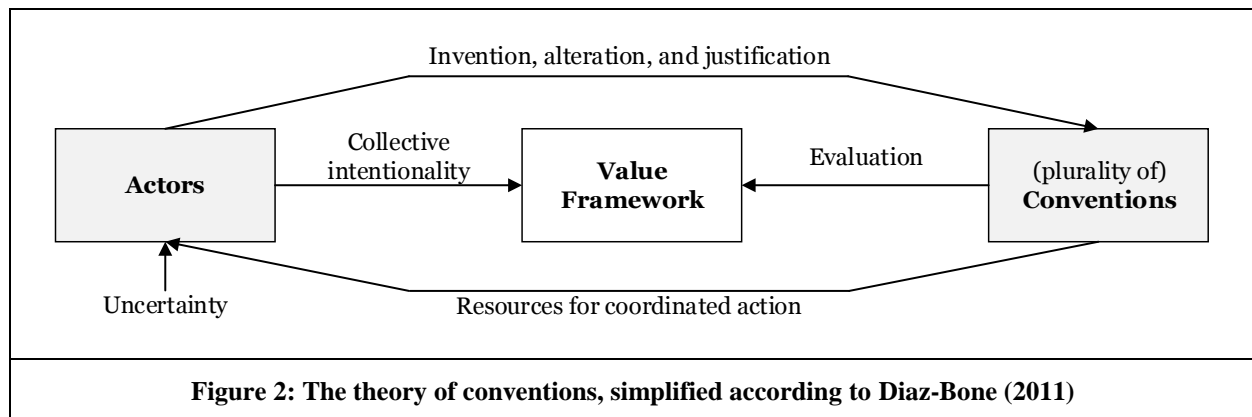 Invention, alteration, and justification
Actors
Collective
intentionality
Value
Framework
Evaluation
(plurality of)
Conventions
Uncertainty
Resources for coordinated action
Figure 2: The theory of conventions, simplified according to Diaz-Bone (2011)